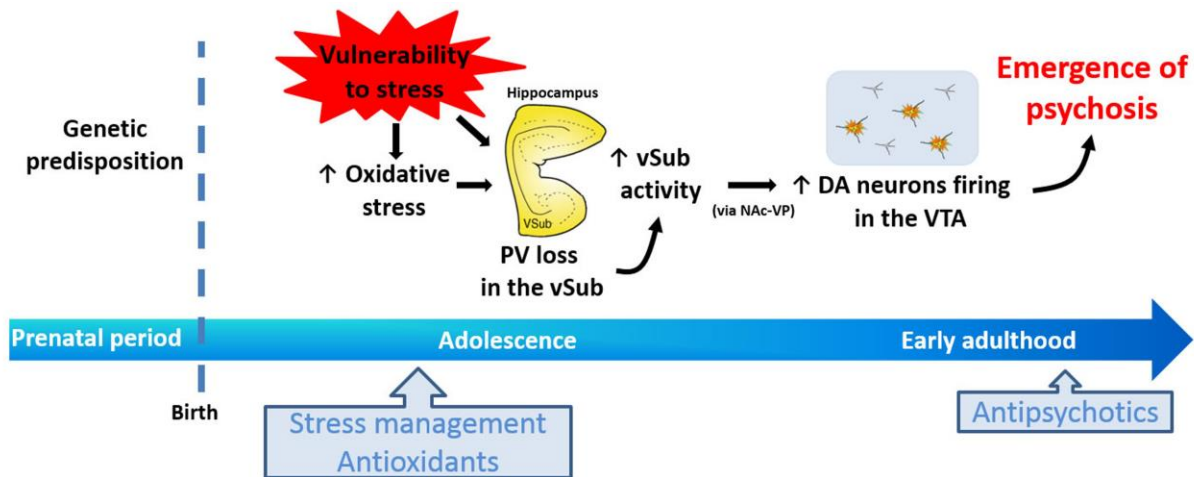 Genetic
predisposition
Vulnerability
to stress
↑ Oxidative
stress
Hippocampus
VSub
PV loss
in the vSub
↑ vSub
activity
(via NAc-VP)
↑ DA neurons firing
in the VTA
Emergence of
psychosis
Prenatal period
Adolescence
Early adulthood
Birth
Stress management
Antioxidants
Antipsychotics